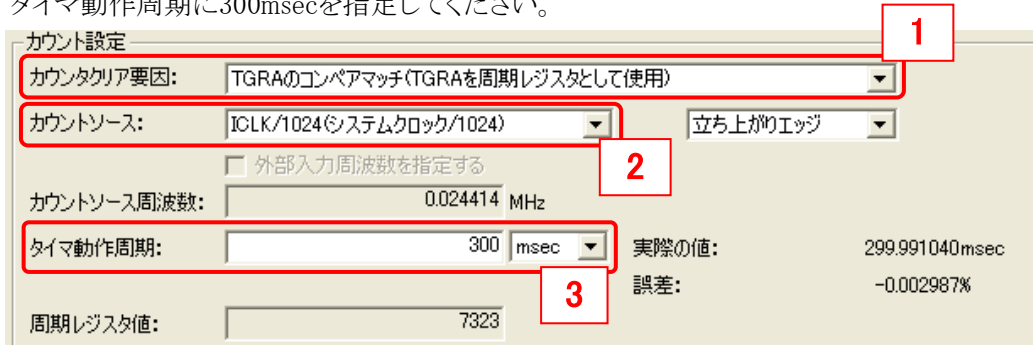 タイマ動作周期に300msecを指定してください。
カウント設定
1
カウンタクリア要因: TGRAのコンペアマッチ(TGRAを周期レジスタとして使用)
カウントソース: ICLK/1024(システムクロック/1024) 立ち上がりエッジ
2
外部入力周波数を指定する
カウントソース周波数: 0.024414 MHz
タイマ動作周期: 300 msec 実際の値: 299.991040msec
3
誤差: -0.002987%
周期レジスタ値: 7323